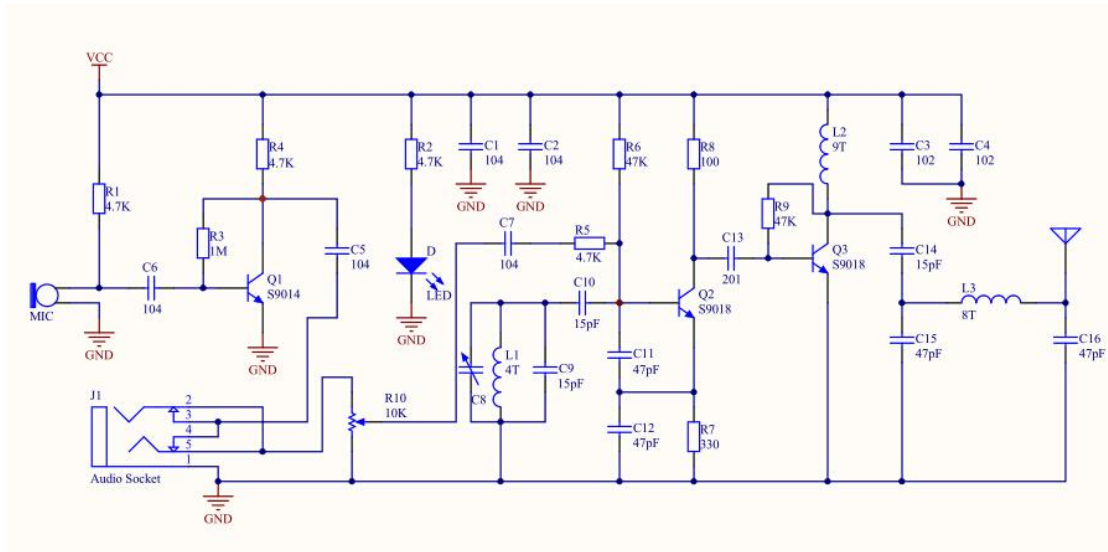 VCC
R1
4.7K
R4
4.7K
R3
1M
C6
104
MIC
GND
Q1
S9014
GND
C5
104
R2
4.7K
D
LED
GND
C1
104
GND
C2
104
GND
C7
104
R5
4.7K
R6
47K
R8
100
C10
15pF
C8
L1
4T
C9
15pF
Q2
S9018
C11
47pF
C12
47pF
R7
330
C13
201
R9
47K
L2
9T
Q3
S9018
C3
102
C4
102
GND
C14
15pF
C15
47pF
L3
8T
C16
47pF
J1
2
3
4
5
1
Audio Socket
R10
10K
GND